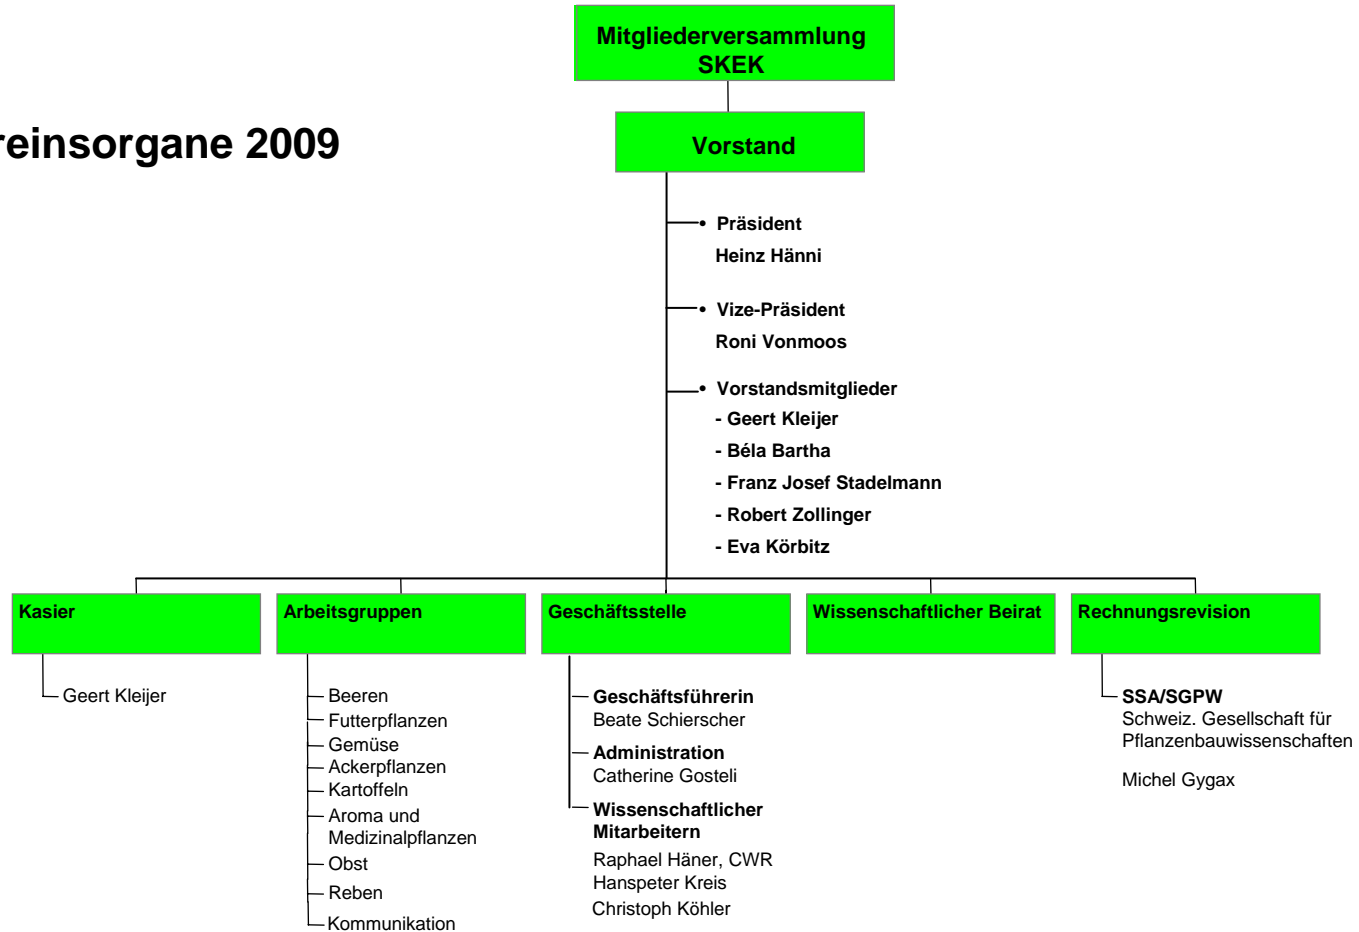 Mitgliederversammlung
SKEK
reinsorgane 2009
Vorstand
• Präsident
Heinz Hänni
• Vize-Präsident
Roni Vonmoos
• Vorstandsmitglieder
- Geert Kleijer
- Béla Bartha
- Franz Josef Stadelmann
- Robert Zollinger
- Eva Körbitz
Kasier
Geert Kleijer
Arbeitsgruppen
Beeren
Futterpflanzen
Gemüse
Ackerpflanzen
Kartoffeln
Aroma und
Medizinalpflanzen
Obst
Reben
Kommunikation
Geschäftsstelle
Geschäftsführerin
Beate Schierscher
Administration
Catherine Gosteli
Wissenschaftlicher
Mitarbeitern
Raphael Häner, CWR
Hanspeter Kreis
Christoph Köhler
Wissenschaftlicher Beirat
Rechnungsrevision
SSA/SGPW
Schweiz. Gesellschaft für
Pflanzenbauwissenschaften
Michel Gygax